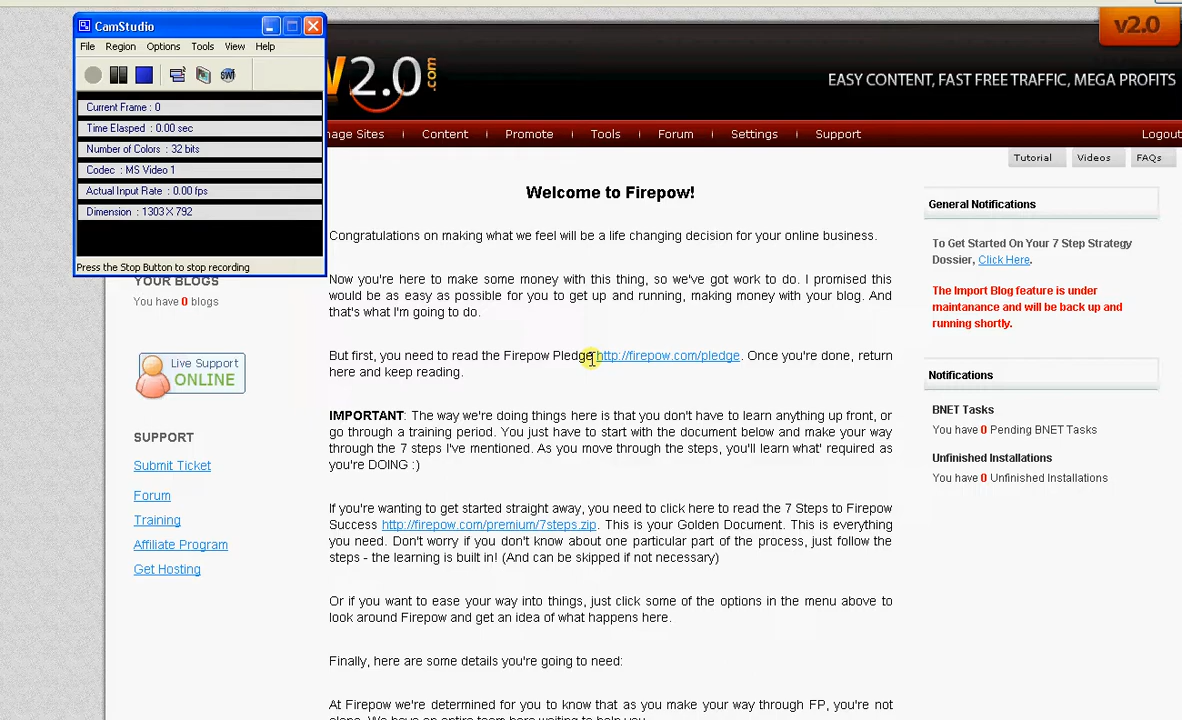 CamStudio
File Region Options Tools View Help
Current Frame : 0
Time Elasped : 0.00 sec
Number of Colors : 32 bits
Codec : MS Video 1
Actual Input Rate : 0.00 fps
Dimension : 1303 X 792
Press the Stop Button to stop recording
v2.0
2.0.com
EASY CONTENT, FAST FREE TRAFFIC, MEGA PROFITS
nage Sites Content Promote Tools Forum Settings Support Logout
Tutorial Videos FAQs
YOUR BLOGS
You have 0 blogs
Live Support
ONLINE
SUPPORT
Submit Ticket
Forum
Training
Affiliate Program
Get Hosting
Welcome to Firepow!
Congratulations on making what we feel will be a life changing decision for your online business.
Now you're here to make some money with this thing, so we've got work to do. I promised this
would be as easy as possible for you to get up and running, making money with your blog. And
that's what I'm going to do.
But first, you need to read the Firepow Pledge http://firepow.com/pledge. Once you're done, return
here and keep reading.
IMPORTANT: The way we're doing things here is that you don't have to learn anything up front, or
go through a training period. You just have to start with the document below and make your way
through the 7 steps I've mentioned. As you move through the steps, you'll learn what' required as
you're DOING :)
If you're wanting to get started straight away, you need to click here to read the 7 Steps to Firepow
Success http://firepow.com/premium/7steps.zip. This is your Golden Document. This is everything
you need. Don't worry if you don't know about one particular part of the process, just follow the
steps - the learning is built in! (And can be skipped if not necessary)
Or if you want to ease your way into things, just click some of the options in the menu above to
look around Firepow and get an idea of what happens here.
Finally, here are some details you're going to need:
At Firepow we're determined for you to know that as you make your way through FP, you're not
alone. We have an entire team here waiting to help you.
General Notifications
To Get Started On Your 7 Step Strategy
Dossier, Click Here.
The Import Blog feature is under
maintanance and will be back up and
running shortly.
Notifications
BNET Tasks
You have 0 Pending BNET Tasks
Unfinished Installations
You have 0 Unfinished Installations